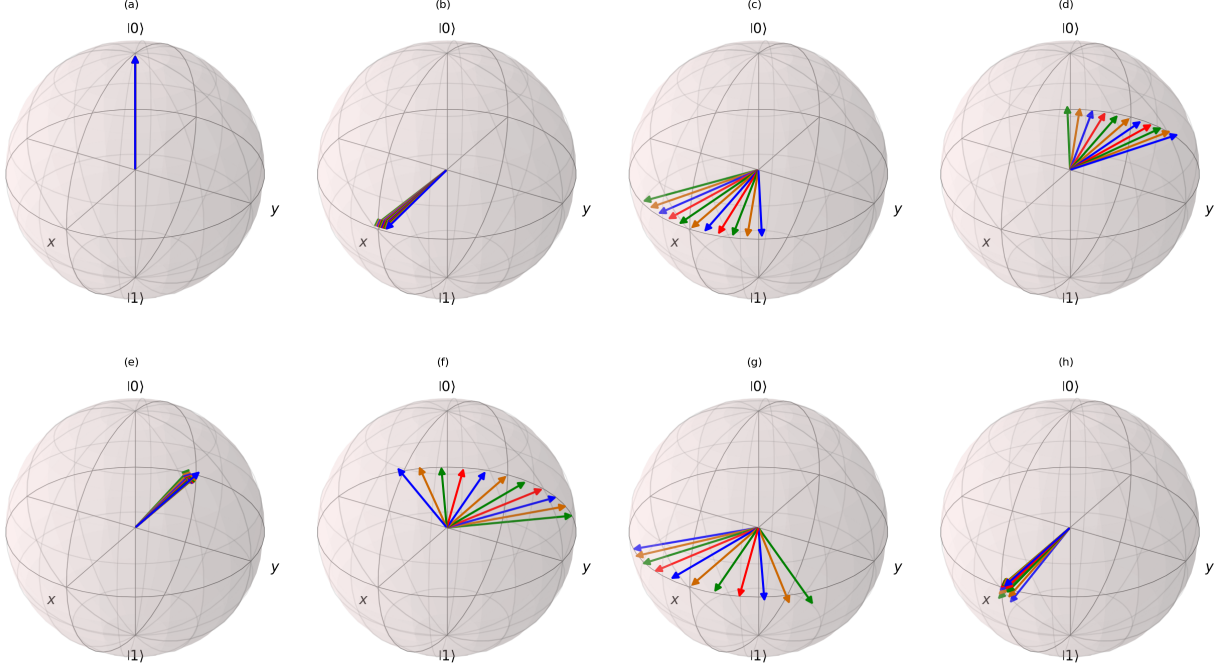 (a) (b) (c) (d)
|0⟩ |0⟩ |0⟩ |0⟩
y y y y
x x x x
|1⟩ |1⟩ |1⟩ |1⟩
(e) (f) (g) (h)
|0⟩ |0⟩ |0⟩ |0⟩
y y y y
x x x x
|1⟩ |1⟩ |1⟩ |1⟩